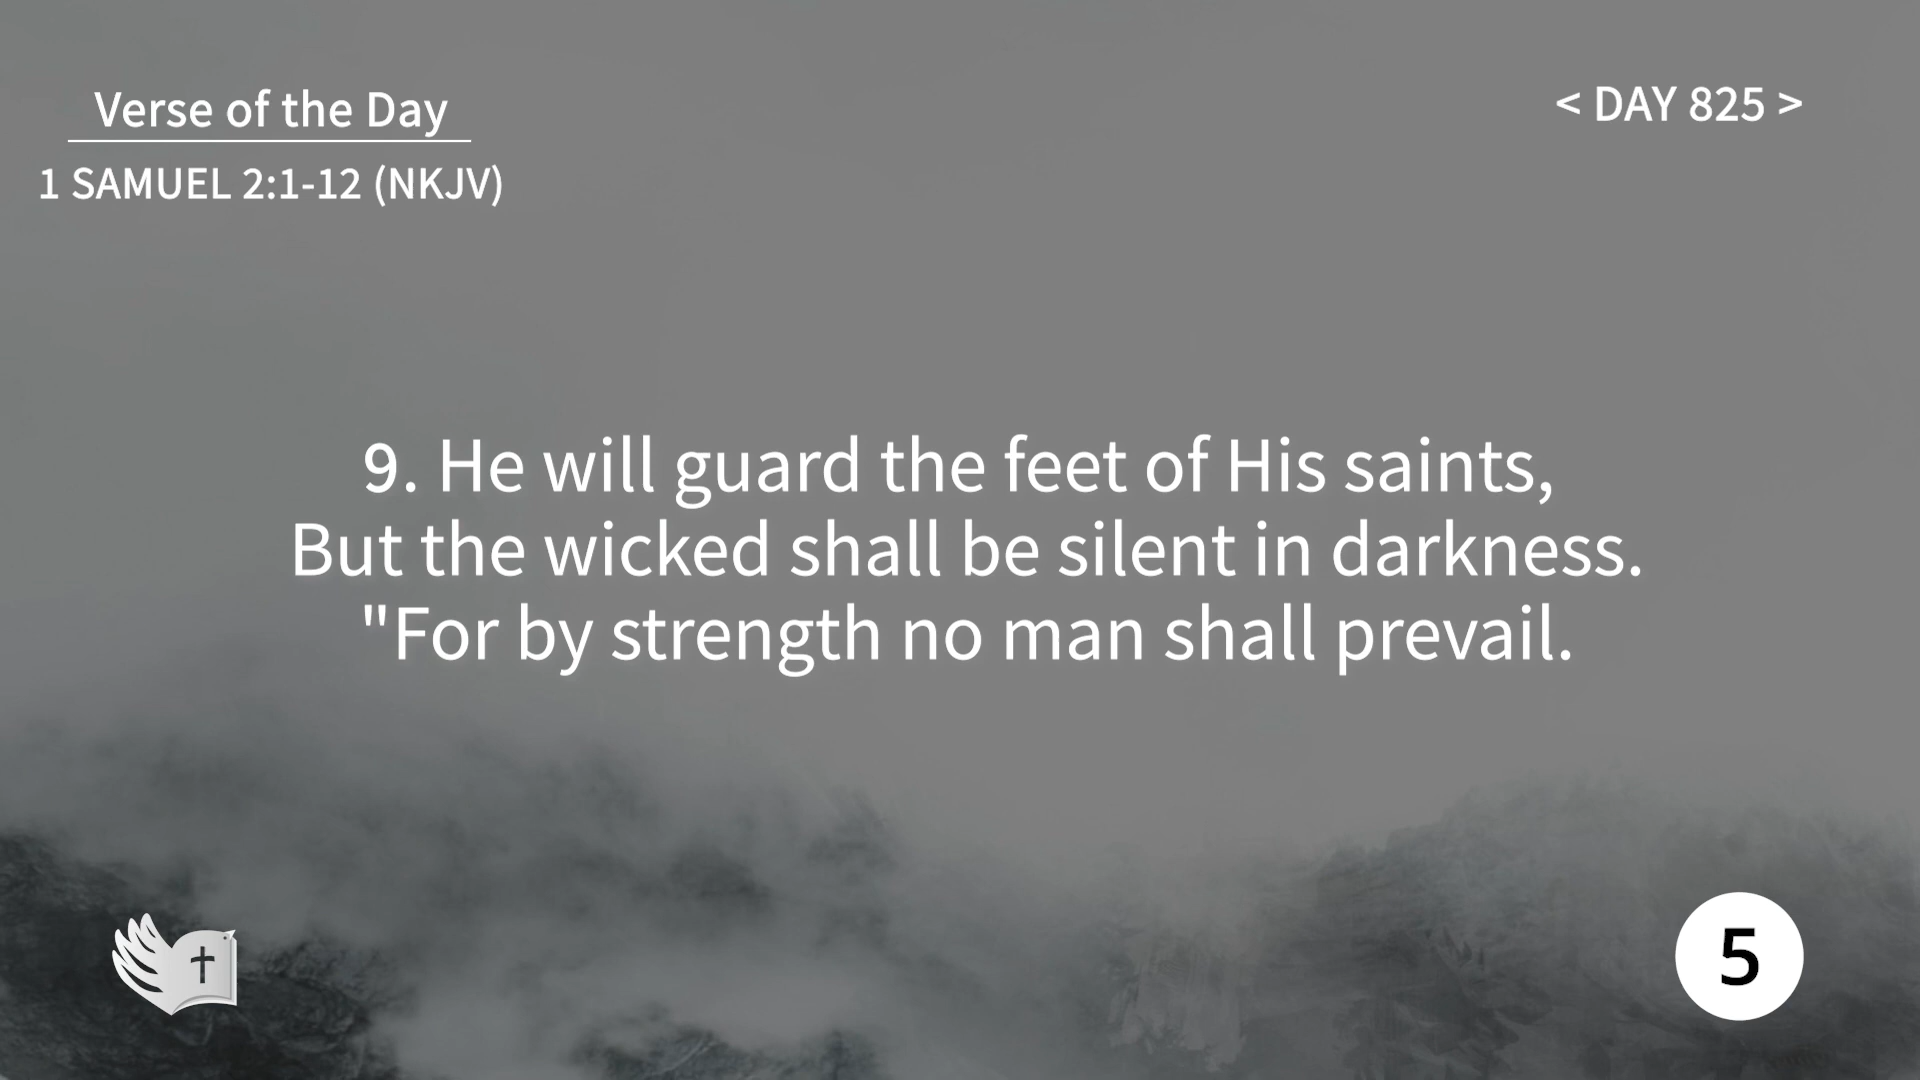 Verse of the Day
< DAY 825 >
1 SAMUEL 2:1-12 (NKJV)
9. He will guard the feet of His saints,
But the wicked shall be silent in darkness.
"For by strength no man shall prevail.
5